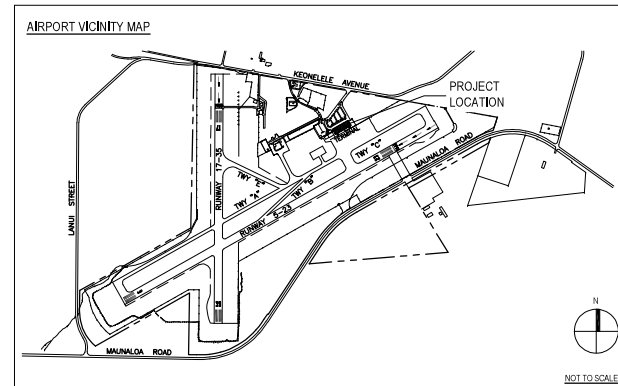 AIRPORT VICINITY MAP
KEONELELE AVENUE
PROJECT
LOCATION
TERMINAL
TWY "C"
MAUNALOA ROAD
LANUI STREET
RUNWAY 17-35
TWY "E"
TWY "A"
TWY "B"
RUNWAY 5-23
MAUNALOA ROAD
N
NOT TO SCALE